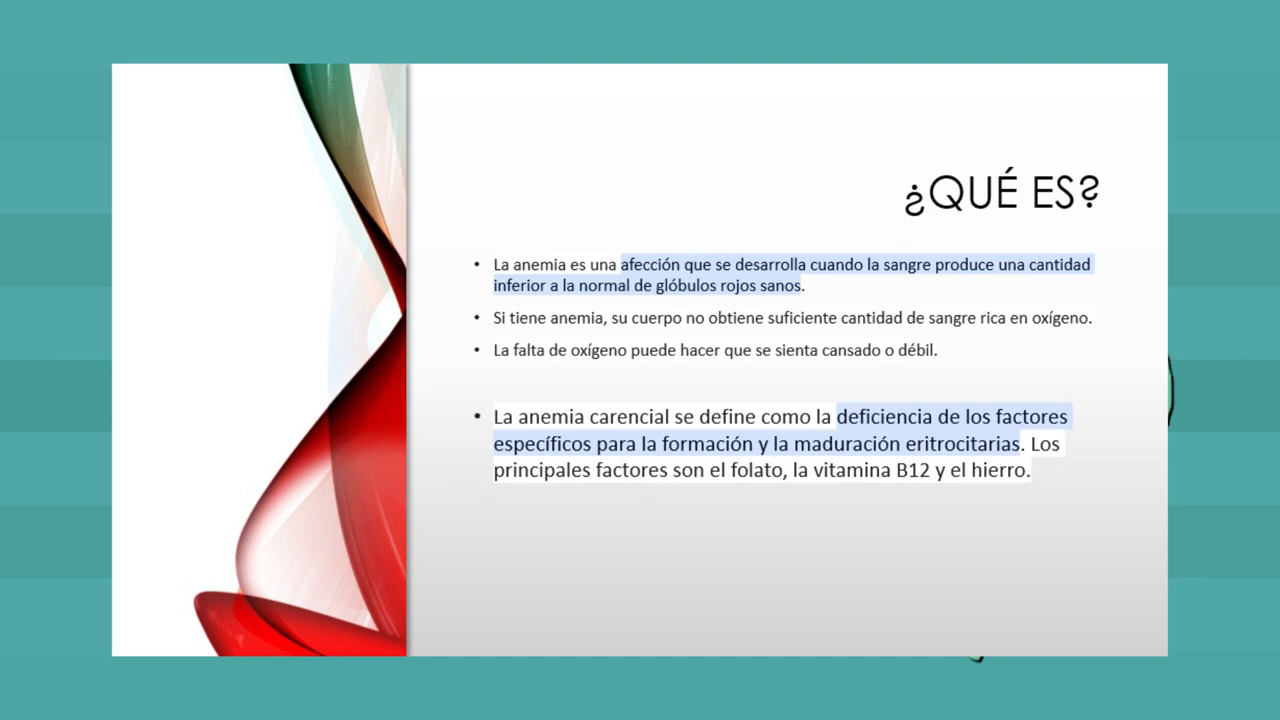 ¿QUÉ ES?
• La anemia es una afección que se desarrolla cuando la sangre produce una cantidad
inferior a la normal de glóbulos rojos sanos.
• Si tiene anemia, su cuerpo no obtiene suficiente cantidad de sangre rica en oxígeno.
• La falta de oxígeno puede hacer que se sienta cansado o débil.
• La anemia carencial se define como la deficiencia de los factores
específicos para la formación y la maduración eritrocitarias. Los
principales factores son el folato, la vitamina B12 y el hierro.